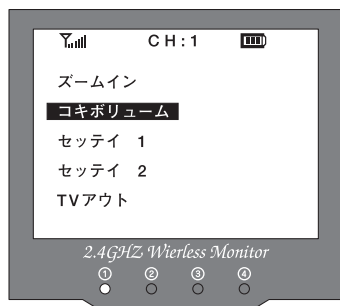 CH:1
ズームイン
コキボリューム
セッテイ 1
セッテイ 2
TVアウト
2.4GHZ Wierless Monitor
① ② ③ ④